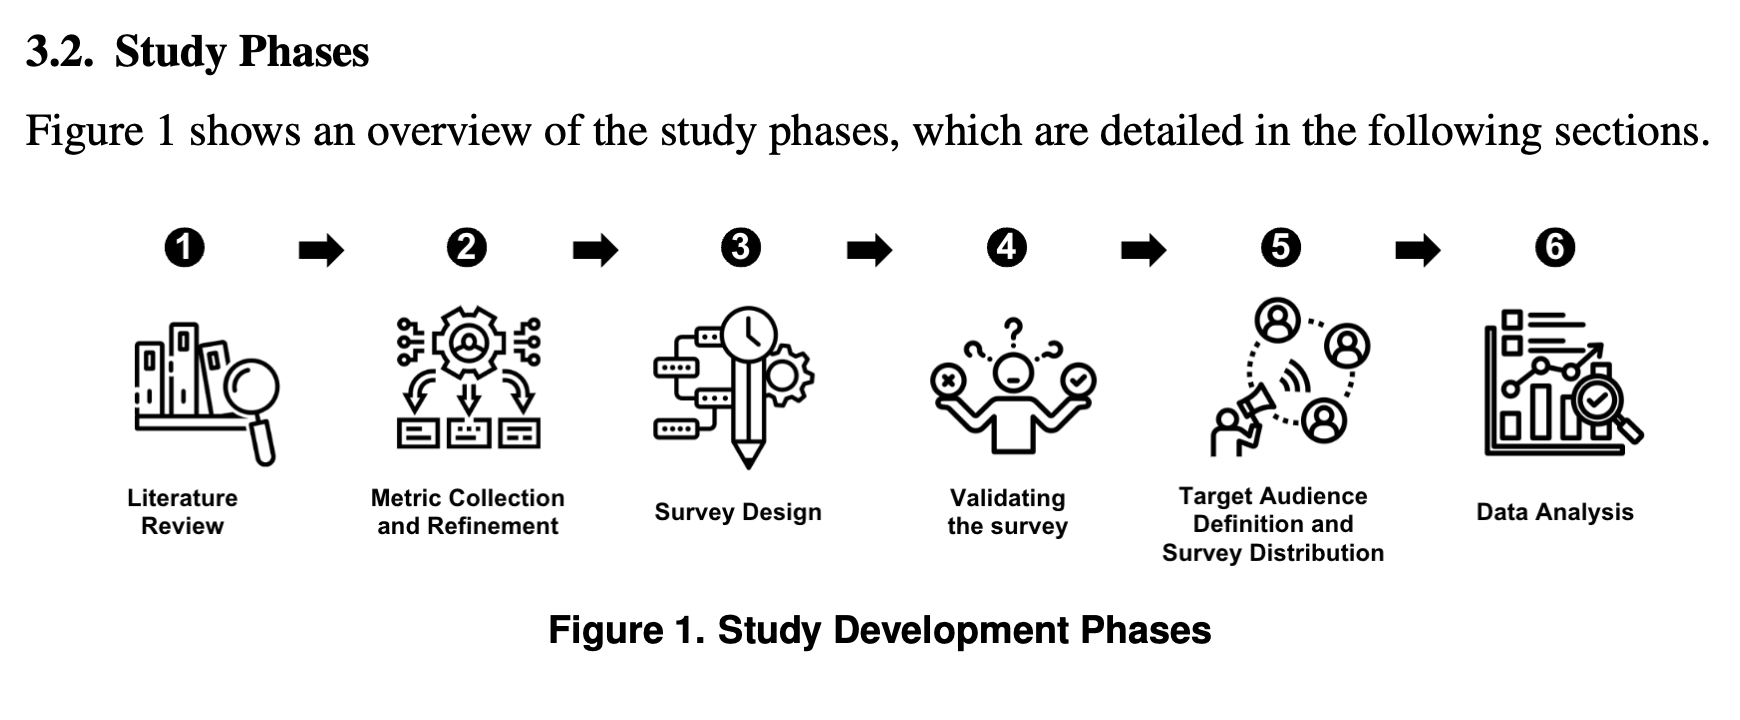 3.2. Study Phases
Figure 1 shows an overview of the study phases, which are detailed in the following sections.
1
2
3
4
5
6
Literature
Review
Metric Collection
and Refinement
Survey Design
Validating
the survey
Target Audience
Definition and
Survey Distribution
Data Analysis
Figure 1. Study Development Phases